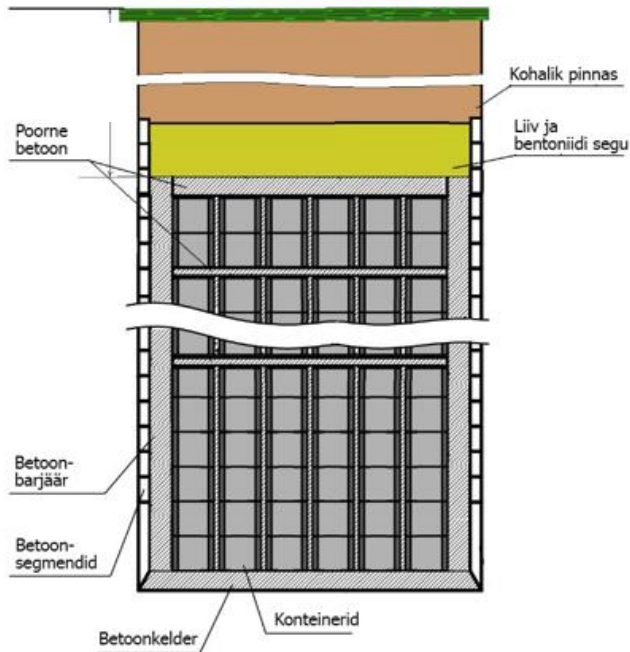 Kohalik pinnas
Poorne
betoon
Liiv ja
bentoniidi segu
Betoon-
barjäär
Betoon-
segmendid
Konteinerid
Betoonkelder